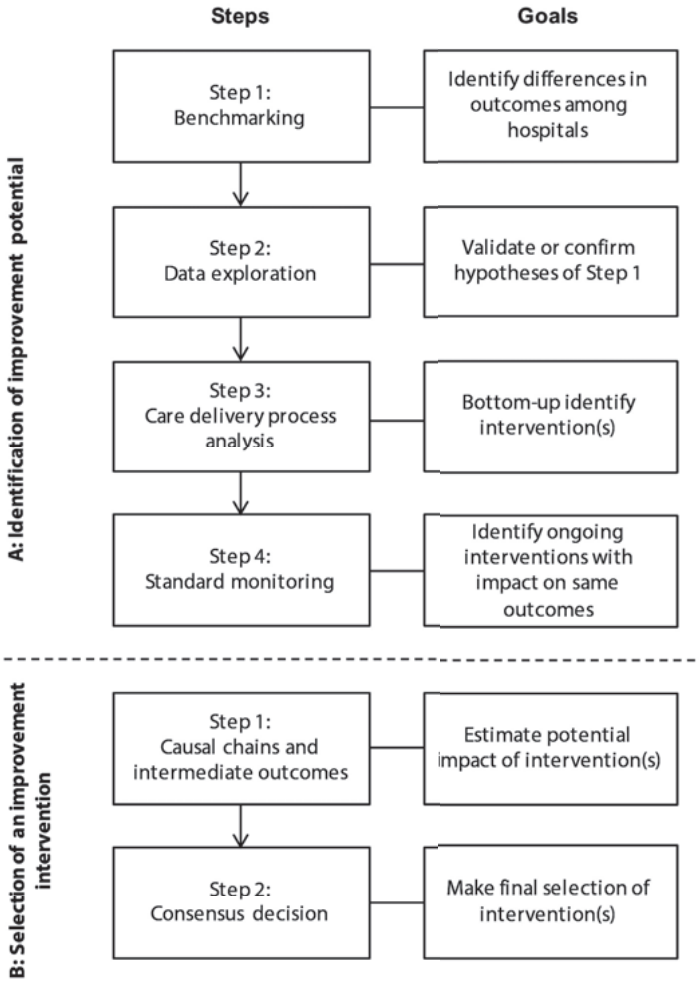 Steps
Goals
A: Identification of improvement potential
Step 1:
Benchmarking
Identify differences in
outcomes among
hospitals
Step 2:
Data exploration
Validate or confirm
hypotheses of Step 1
Step 3:
Care delivery process
analysis
Bottom-up identify
intervention(s)
Step 4:
Standard monitoring
Identify ongoing
interventions with
impact on same
outcomes
B: Selection of an improvement
intervention
Step 1:
Causal chains and
intermediate outcomes
Estimate potential
impact of intervention(s)
Step 2:
Consensus decision
Make final selection of
intervention(s)